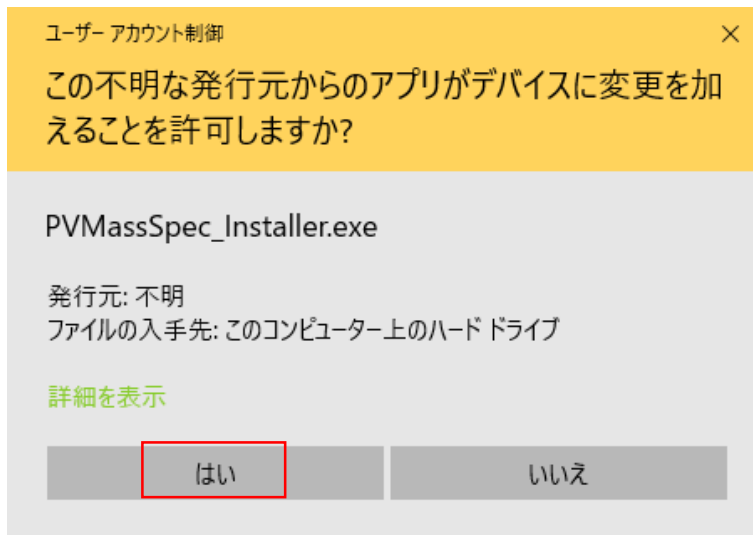 ユーザー アカウント制御
この不明な発行元からのアプリがデバイスに変更を加
えることを許可しますか?
PVMassSpec_Installer.exe
発行元: 不明
ファイルの入手先: このコンピューター上のハード ドライブ
詳細を表示
はい
いいえ